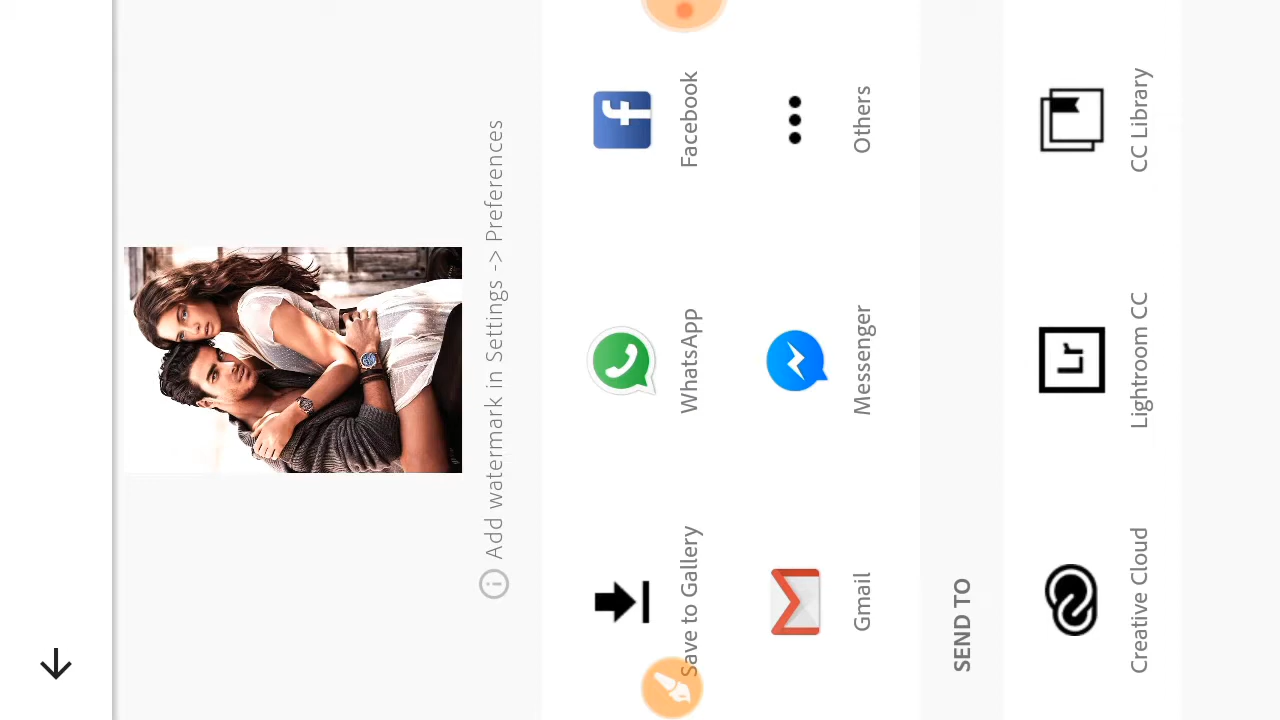 Add watermark in Settings -> Preferences
Save to Gallery
WhatsApp
Facebook
Gmail
Messenger
Others
SEND TO
Creative Cloud
Lightroom CC
Lr
CC Library